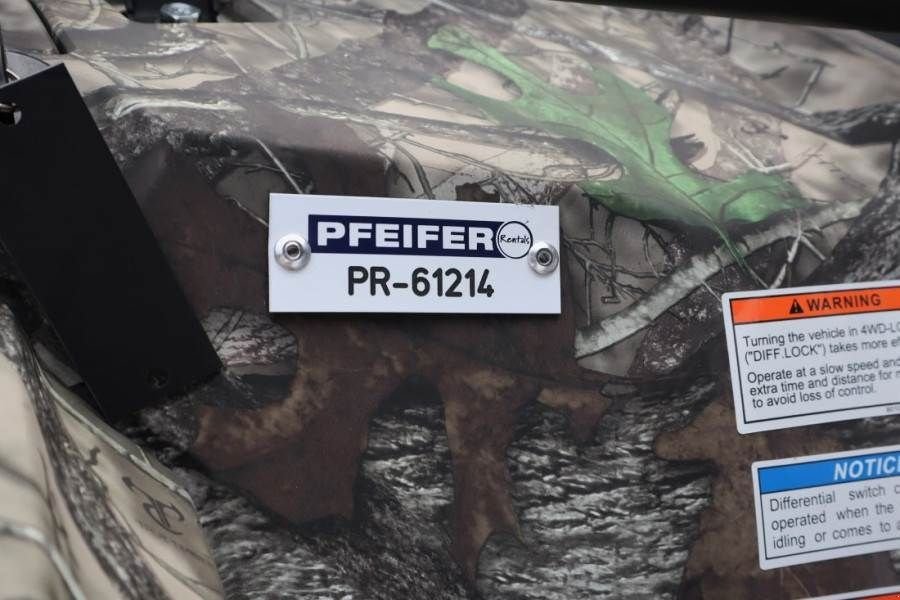 PFEIFER Rentals
PR-61214
WARNING
Turning the vehicle in 4WD-LO
("DIFF.LOCK") takes more
Operate at a slow speed and
extra time and distance for
to avoid loss of control.
NOTIC
Differential switch
operated when the
idling or comes to